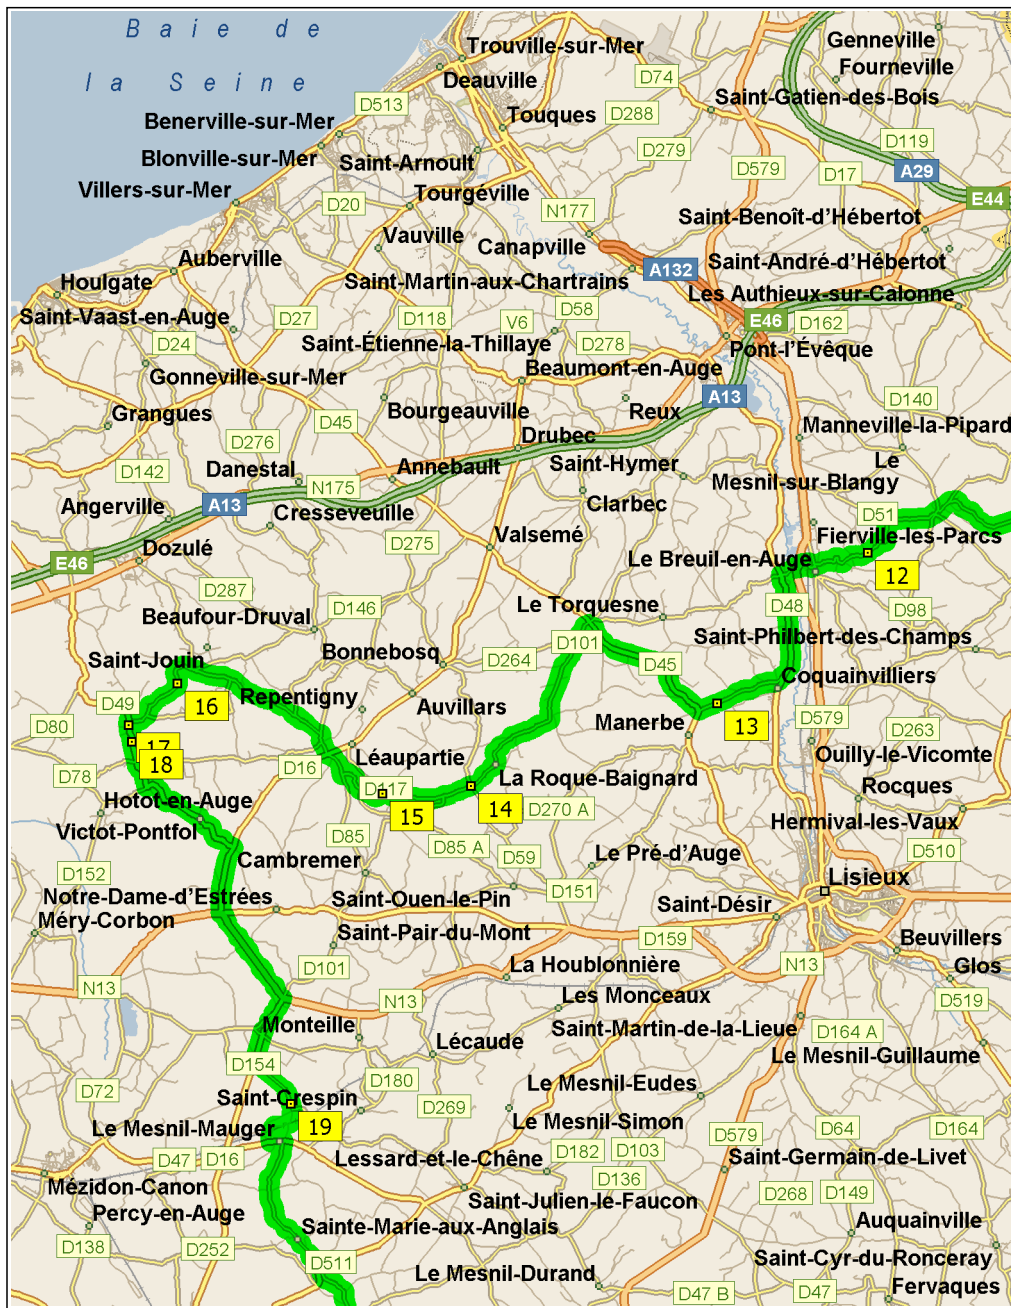 Baie de
la Seine
Trouville-sur-Mer
Genneville
Fourneville
Deauville
D74
Saint-Gatien-des-Bois
D513
Touques
D288
Benerville-sur-Mer
D119
Blonville-sur-Mer
Saint-Arnoult
D279
D579
D17
A29
Villers-sur-Mer
Tourgéville
D20
N177
E44
Saint-Benoît-d'Hébertot
Vauville
Canapville
Auberville
Saint-André-d'Hébertot
A132
Houlgate
Saint-Martin-aux-Chartrains
Les Authieux-sur-Calonne
Saint-Vaast-en-Auge
D27
D118
V6
D58
E46
D162
D24
Saint-Étienne-la-Thillaye
D278
Pont-l'Évêque
Gonneville-sur-Mer
Beaumont-en-Auge
A13
D140
Grangues
D45
Bourgeauville
Reux
Manneville-la-Pipard
D276
Drubec
D142
Danestal
Annebault
Saint-Hymer
Le
Mesnil-sur-Blangy
N175
A13
Angerville
Cresseveuille
Clarbec
D51
Valsemé
Fierville-les-Parcs
D275
E46
Dozulé
Le Breuil-en-Auge
12
D287
Beaufour-Druval
D146
Le Torquesne
D48
D98
Saint-Philbert-des-Champs
Bonnebosq
D101
Saint-Jouin
D264
D45
Coquainvilliers
Repentigny
D49
16
Auvillars
13
D80
Manerbe
D579
D263
17
18
Léaupartie
Ouilly-le-Vicomte
D78
D16
La Roque-Baignard
Rocques
D117
Hotot-en-Auge
14
D270 A
15
Hermival-les-Vaux
Victot-Pontfol
D85
D85 A
D59
D510
Cambremer
Le Pré-d'Auge
D152
Lisieux
Notre-Dame-d'Estrées
Saint-Ouen-le-Pin
D151
Méry-Corbon
Saint-Désir
Saint-Pair-du-Mont
D159
Beuvillers
D101
La Houblonnière
N13
Glos
N13
N13
Les Monceaux
D519
Monteille
Saint-Martin-de-la-Lieue
D164 A
Lécaude
Le Mesnil-Guillaume
D154
D72
D180
Le Mesnil-Eudes
Saint-Crespin
D269
19
Le Mesnil-Simon
Le Mesnil-Mauger
D579
D64
D164
D182
D103
D47
D16
Lessard-et-le-Chêne
Saint-Germain-de-Livet
Mézidon-Canon
D136
D268
D149
Saint-Julien-le-Faucon
Percy-en-Auge
Auquainville
Sainte-Marie-aux-Anglais
D138
D252
D511
Saint-Cyr-du-Ronceray
Le Mesnil-Durand
D47 B
D47
Fervaques